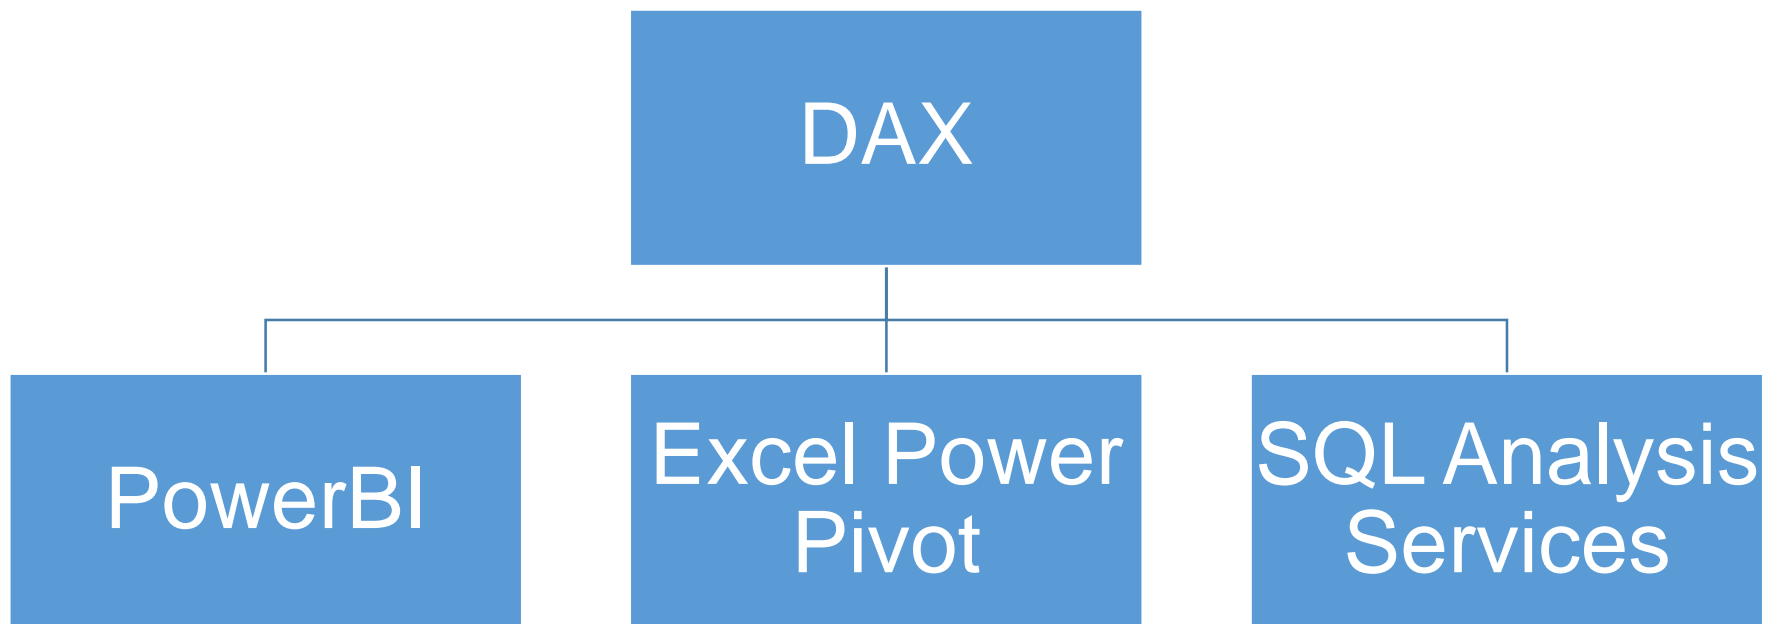 DAX
PowerBI
Excel Power
Pivot
SQL Analysis
Services